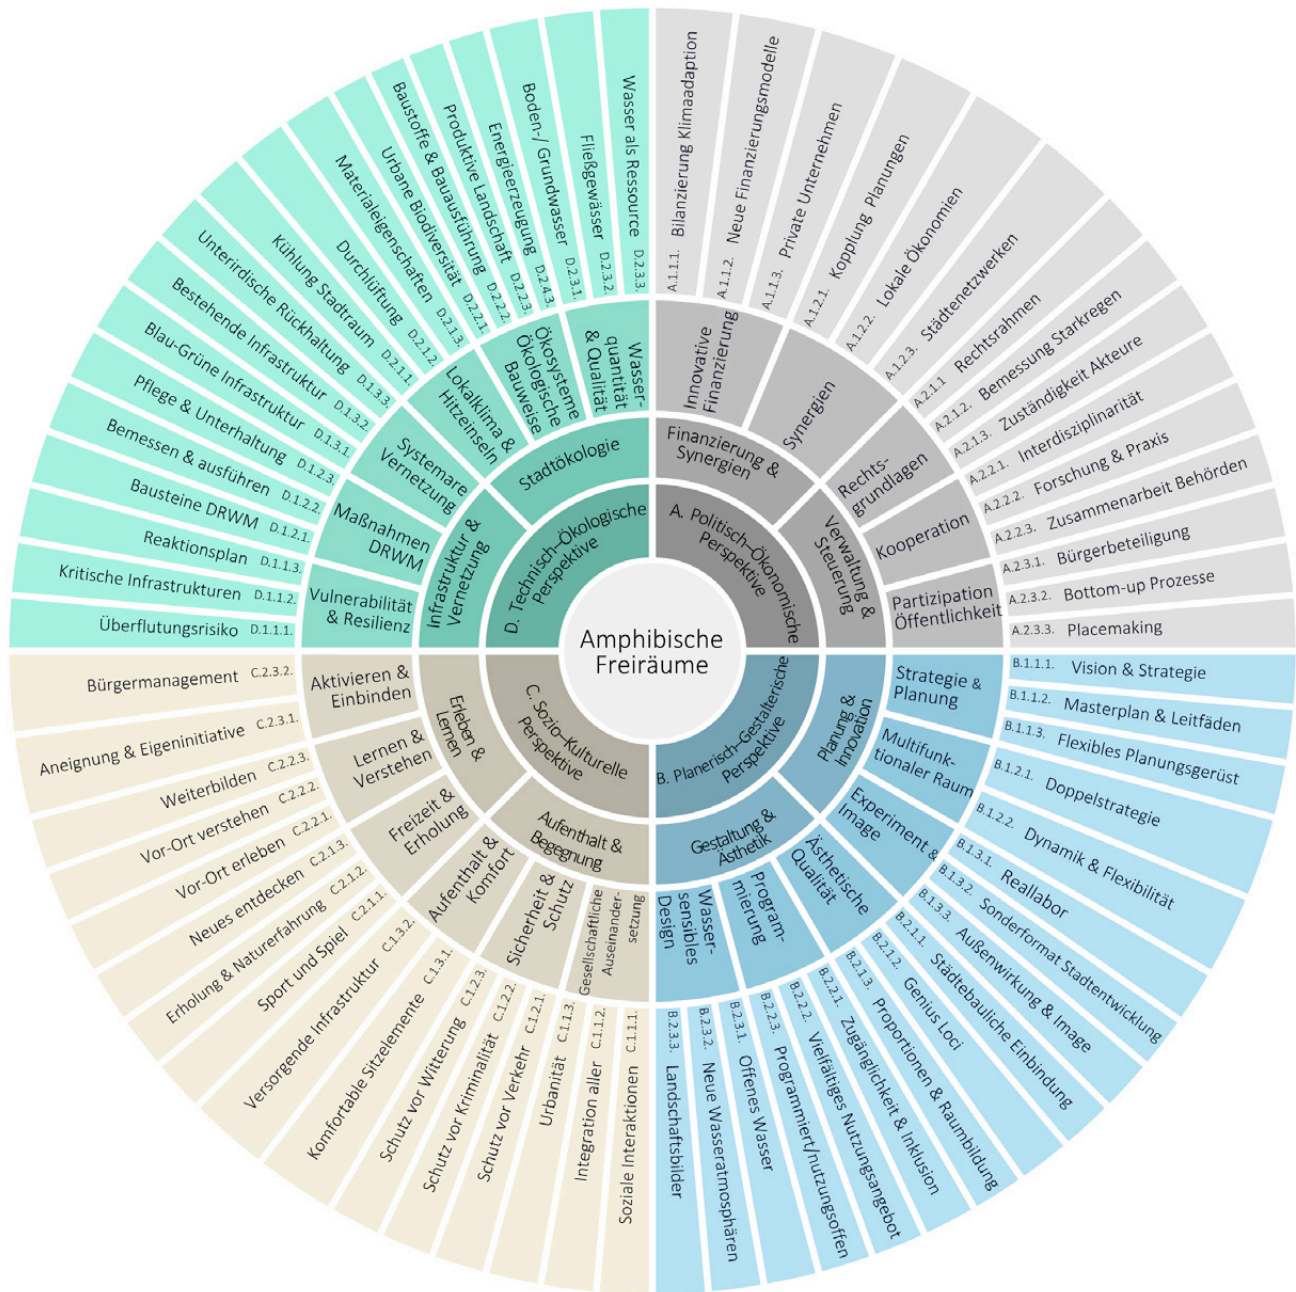 Amphibische
Freiräume
A. Politisch–Ökonomische
Perspektive
Finanzierung &
Synergien
Innovative
Finanzierung
A.1.1.1. Bilanzierung Klimaadaption
A.1.1.2. Neue Finanzierungsmodelle
A.1.1.3. Private Unternehmen
Synergien
A.1.2.1. Kopplung Planungen
A.1.2.2. Lokale Ökonomien
A.1.2.3. Städtenetzwerken
Verwaltung &
Steuerung
Rechts-
grundlagen
A.2.1.1 Rechtsrahmen
A.2.1.2. Bemessung Starkregen
A.2.1.3. Zuständigkeit Akteure
Kooperation
A.2.2.1. Interdisziplinarität
A.2.2.2. Forschung & Praxis
A.2.2.3. Zusammenarbeit Behörden
Partizipation
Öffentlichkeit
A.2.3.1. Bürgerbeteiligung
A.2.3.2. Bottom-up Prozesse
A.2.3.3. Placemaking
B. Planerisch–Gestalterische
Perspektive
Planung &
Innovation
Strategie &
Planung
B.1.1.1. Vision & Strategie
B.1.1.2. Masterplan & Leitfäden
B.1.1.3. Flexibles Planungsgerüst
Multifunk-
tionaler Raum
B.1.2.1. Doppelstrategie
B.1.2.2. Dynamik & Flexibilität
Experiment &
Image
B.1.3.1. Reallabor
B.1.3.2. Sonderformat Stadtentwicklung
B.1.3.3. Außenwirkung & Image
Gestaltung &
Ästhetik
Ästhetische
Qualität
B.2.1.1. Städtebauliche Einbindung
B.2.1.2. Genius Loci
B.2.1.3. Proportionen & Raumbildung
Program-
mierung
B.2.2.1. Zugänglichkeit & Inklusion
B.2.2.2. Vielfältiges Nutzungsangebot
B.2.2.3. Programmiert/nutzungsoffen
Wasser-
sensibles
Design
B.2.3.1. Offenes Wasser
B.2.3.2. Neue Wasseratmosphären
B.2.3.3. Landschaftsbilder
C. Sozio–Kulturelle
Perspektive
Aufenthalt &
Begegnung
Gesellschaftliche
Auseinander-
setzung
Soziale Interaktionen C.1.1.1.
Integration aller C.1.1.2.
Urbanität C.1.1.3.
Sicherheit &
Schutz
Schutz vor Verkehr C.1.2.1.
Schutz vor Kriminalität C.1.2.2.
Schutz vor Witterung C.1.2.3.
Aufenthalt &
Komfort
Komfortable Sitzelemente C.1.3.1.
Versorgende Infrastruktur C.1.3.2.
Erleben &
Lernen
Freizeit &
Erholung
Sport und Spiel C.2.1.1.
Erholung & Naturerfahrung C.2.1.2.
Neues entdecken C.2.1.3.
Lernen &
Verstehen
Vor-Ort erleben C.2.2.1.
Vor-Ort verstehen C.2.2.2.
Weiterbilden C.2.2.3.
Aktivieren &
Einbinden
Aneignung & Eigeninitiative C.2.3.1.
Bürgermanagement C.2.3.2.
D. Technisch–Ökologische
Perspektive
Infrastruktur &
Vernetzung
Vulnerabilität
& Resilienz
Überflutungsrisiko D.1.1.1.
Kritische Infrastrukturen D.1.1.2.
Reaktionsplan D.1.1.3.
Maßnahmen
DRWM
Bausteine DRWM D.1.2.1.
Bemessen & ausführen D.1.2.2.
Pflege & Unterhaltung D.1.2.3.
Systemare
Vernetzung
Blau-Grüne Infrastruktur D.1.3.1.
Bestehende Infrastruktur D.1.3.2.
Unterirdische Rückhaltung D.1.3.3.
Stadtökologie
Lokalklima &
Hitzeinseln
Kühlung Stadtraum D.2.1.1.
Durchlüftung D.2.1.2.
Materialeigenschaften D.2.1.3.
Ökosysteme
Ökologische
Bauweise
Urbane Biodiversität D.2.2.1.
Baustoffe & Bauausführung D.2.2.2.
Produktive Landschaft D.2.2.3.
Energieerzeugung D.2.4.3.
Wasser-
quantität
& Qualität
Boden-/ Grundwasser D.2.3.1.
Fließgewässer D.2.3.2.
Wasser als Ressource D.2.3.3.